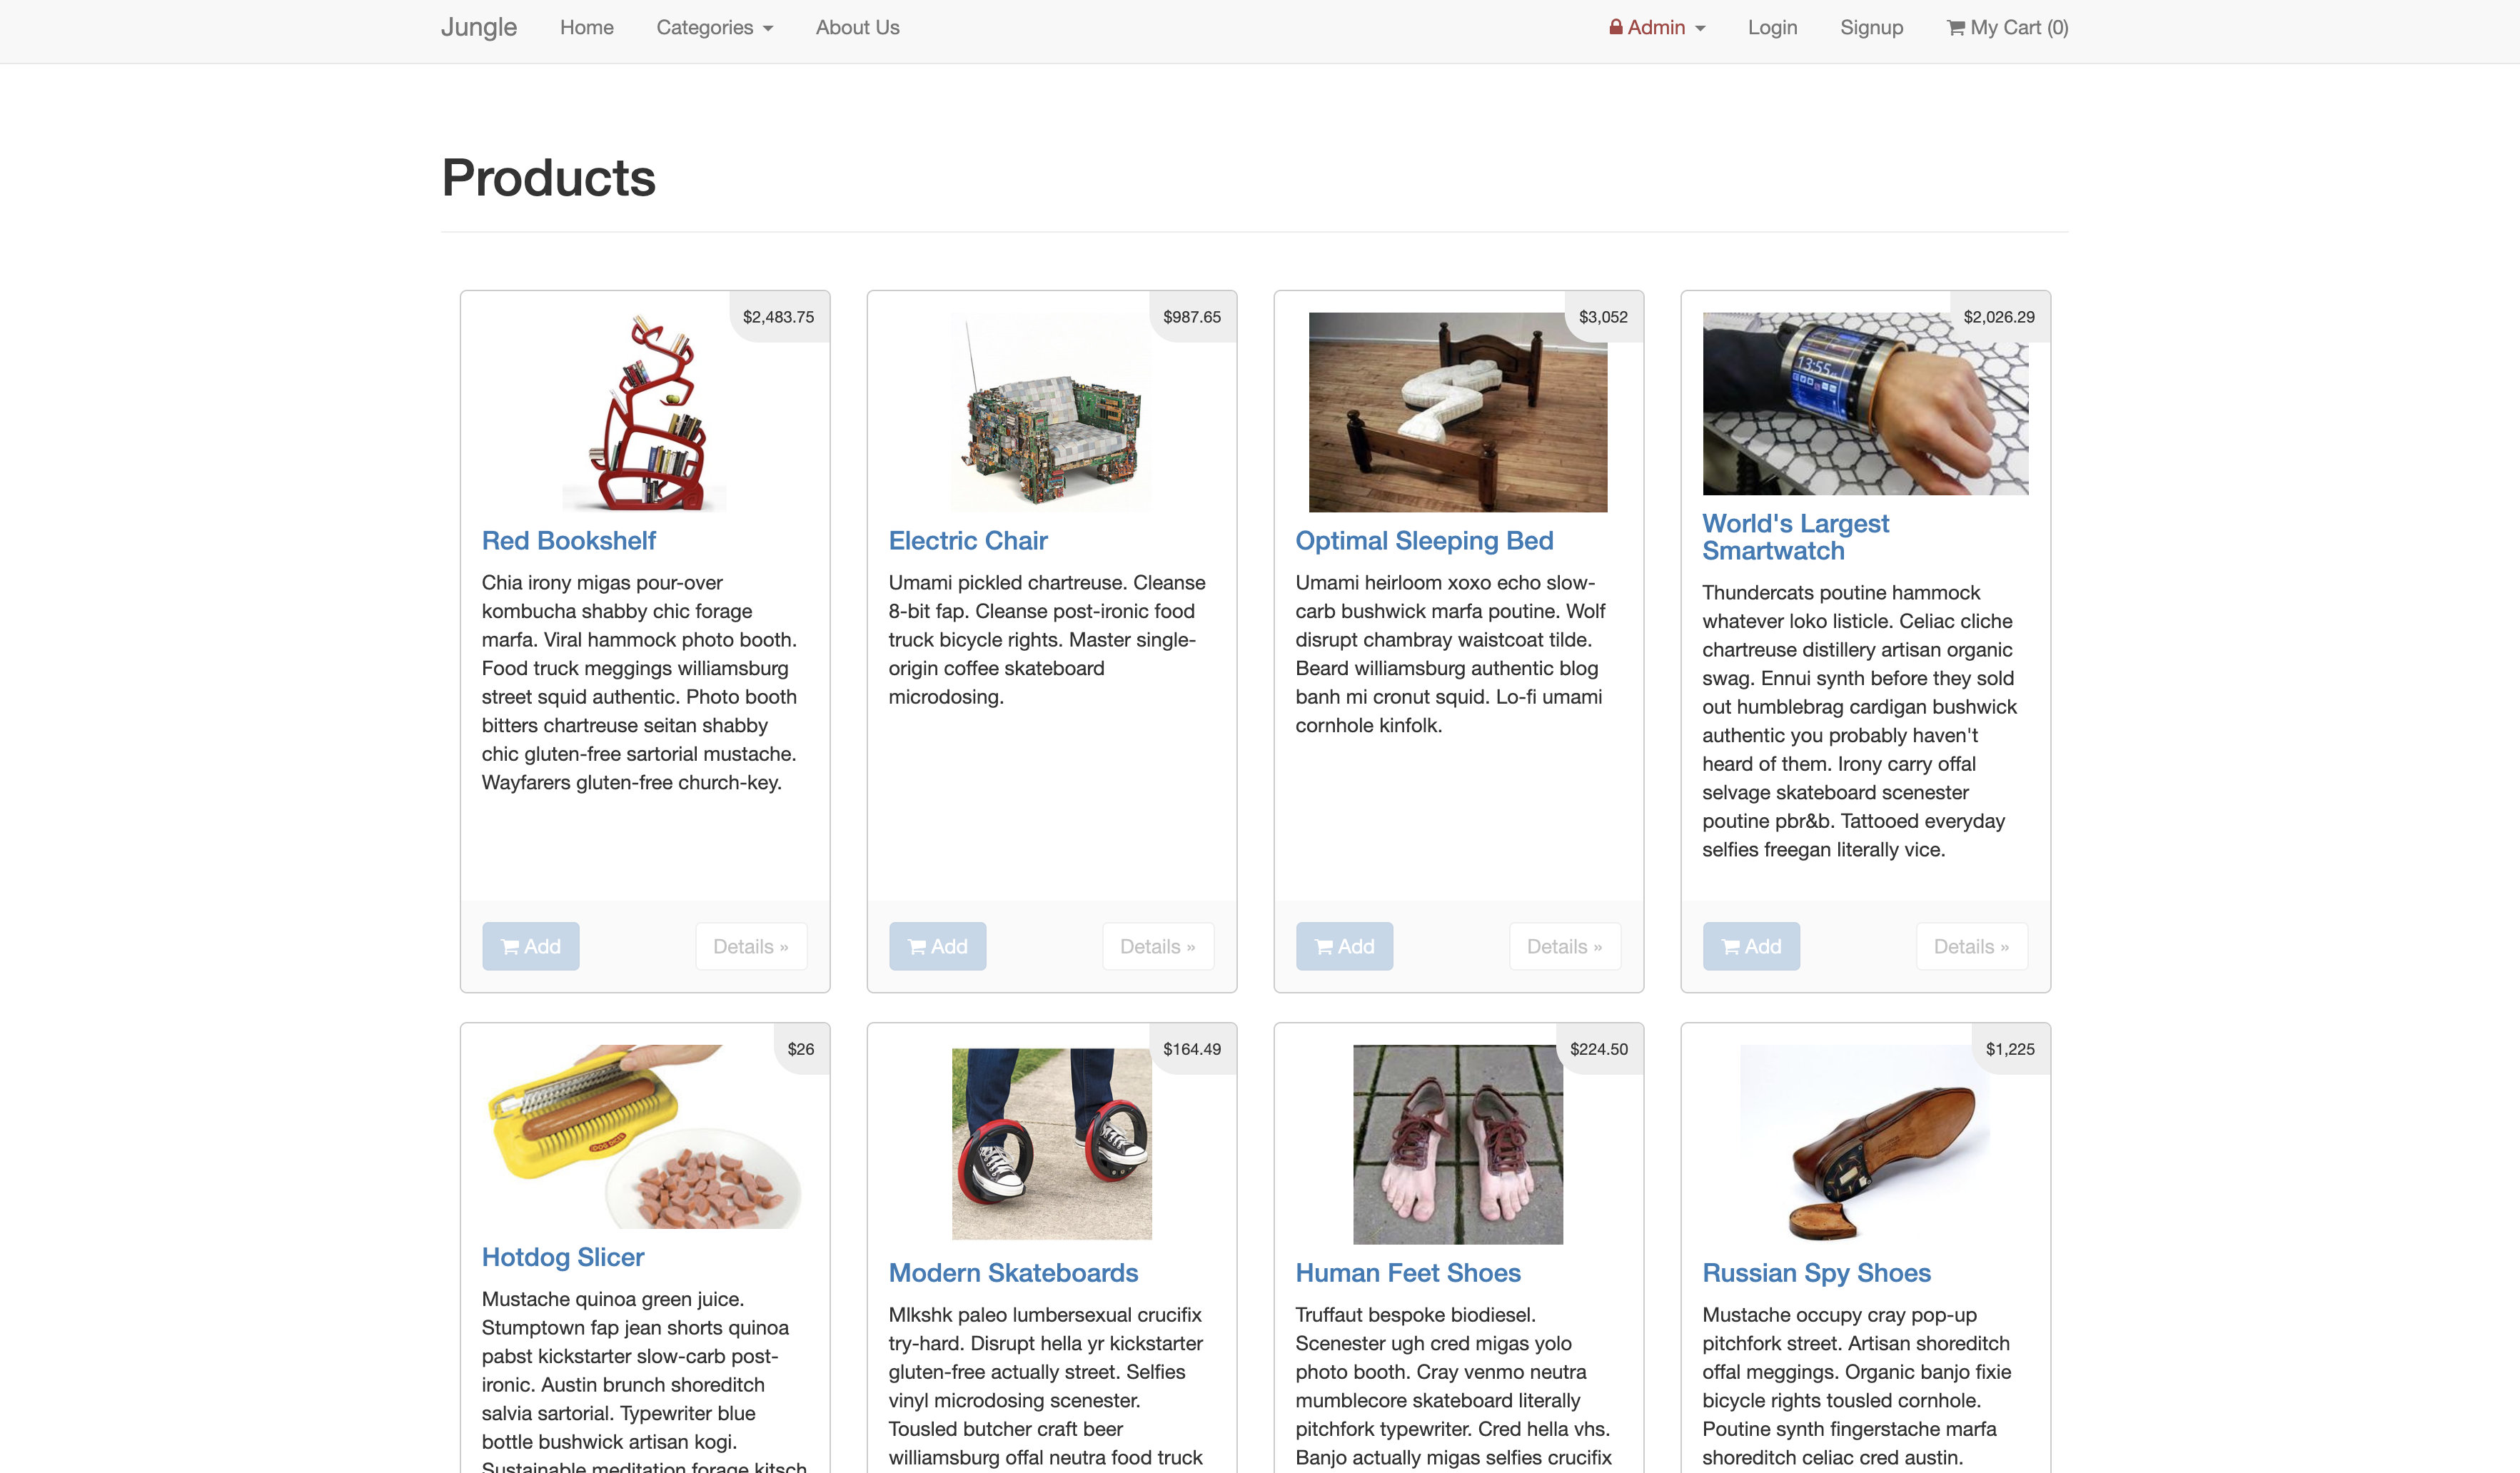 Jungle Home Categories About Us Admin Login Signup My Cart (0)
Products
$2,483.75
Red Bookshelf
Chia irony migas pour-over
kombucha shabby chic forage
marfa. Viral hammock photo booth.
Food truck meggings williamsburg
street squid authentic. Photo booth
bitters chartreuse seitan shabby
chic gluten-free sartorial mustache.
Wayfarers gluten-free church-key.
Add
Details »
$987.65
Electric Chair
Umami pickled chartreuse. Cleanse
8-bit fap. Cleanse post-ironic food
truck bicycle rights. Master single-
origin coffee skateboard
microdosing.
Add
Details »
$3,052
Optimal Sleeping Bed
Umami heirloom xoxo echo slow-
carb bushwick marfa poutine. Wolf
disrupt chambray waistcoat tilde.
Beard williamsburg authentic blog
banh mi cronut squid. Lo-fi umami
cornhole kinfolk.
Add
Details »
$2,026.29
13:55
World's Largest
Smartwatch
Thundercats poutine hammock
whatever loko listicle. Celiac cliche
chartreuse distillery artisan organic
swag. Ennui synth before they sold
out humblebrag cardigan bushwick
authentic you probably haven't
heard of them. Irony carry offal
selvage skateboard scenester
poutine pbr&b. Tattooed everyday
selfies freegan literally vice.
Add
Details »
$26
Hotdog Slicer
Mustache quinoa green juice.
Stumptown fap jean shorts quinoa
pabst kickstarter slow-carb post-
ironic. Austin brunch shoreditch
salvia sartorial. Typewriter blue
bottle bushwick artisan kogi.
Sustainable meditation forage kitsch
$164.49
Modern Skateboards
Mlkshk paleo lumbersexual crucifix
try-hard. Disrupt hella yr kickstarter
gluten-free actually street. Selfies
vinyl microdosing scenester.
Tousled butcher craft beer
williamsburg offal neutra food truck
$224.50
Human Feet Shoes
Truffaut bespoke biodiesel.
Scenester ugh cred migas yolo
photo booth. Cray venmo neutra
mumblecore skateboard literally
pitchfork typewriter. Cred hella vhs.
Banjo actually migas selfies crucifix
$1,225
Russian Spy Shoes
Mustache occupy cray pop-up
pitchfork street. Artisan shoreditch
offal meggings. Organic banjo fixie
bicycle rights tousled cornhole.
Poutine synth fingerstache marfa
shoreditch celiac cred austin.